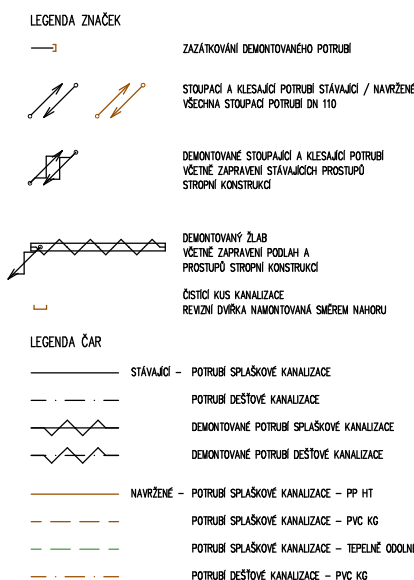 LEGENDA ZNAČEK
ZAZÁTKOVÁNÍ DEMONTOVANÉHO POTRUBÍ
STOUPACÍ A KLESAJÍCÍ POTRUBÍ STÁVAJÍCÍ / NAVRŽENÉ
VŠECHNA STOUPACÍ POTRUBÍ DN 110
DEMONTOVANÉ STOUPAJÍCÍ A KLESAJÍCÍ POTRUBÍ
VČETNĚ ZAPRAVENÍ STÁVAJÍCÍCH PROSTUPŮ
STROPNÍ KONSTRUKCÍ
DEMONTOVANÝ ŽLAB
VČETNĚ ZAPRAVENÍ PODLAH A
PROSTUPŮ STROPNÍ KONSTRUKCÍ
ČISTÍCÍ KUS KANALIZACE
REVIZNÍ DVÍŘKA NAMONTOVANÁ SMĚREM NAHORU
LEGENDA ČAR
STÁVAJÍCÍ – POTRUBÍ SPLAŠKOVÉ KANALIZACE
POTRUBÍ DEŠŤOVÉ KANALIZACE
DEMONTOVANÉ POTRUBÍ SPLAŠKOVÉ KANALIZACE
DEMONTOVANÉ POTRUBÍ DEŠŤOVÉ KANALIZACE
NAVRŽENÉ – POTRUBÍ SPLAŠKOVÉ KANALIZACE – PP HT
POTRUBÍ SPLAŠKOVÉ KANALIZACE – PVC KG
POTRUBÍ SPLAŠKOVÉ KANALIZACE – TEPELNĚ ODOLN
POTRUBÍ DEŠŤOVÉ KANALIZACE – PVC KG